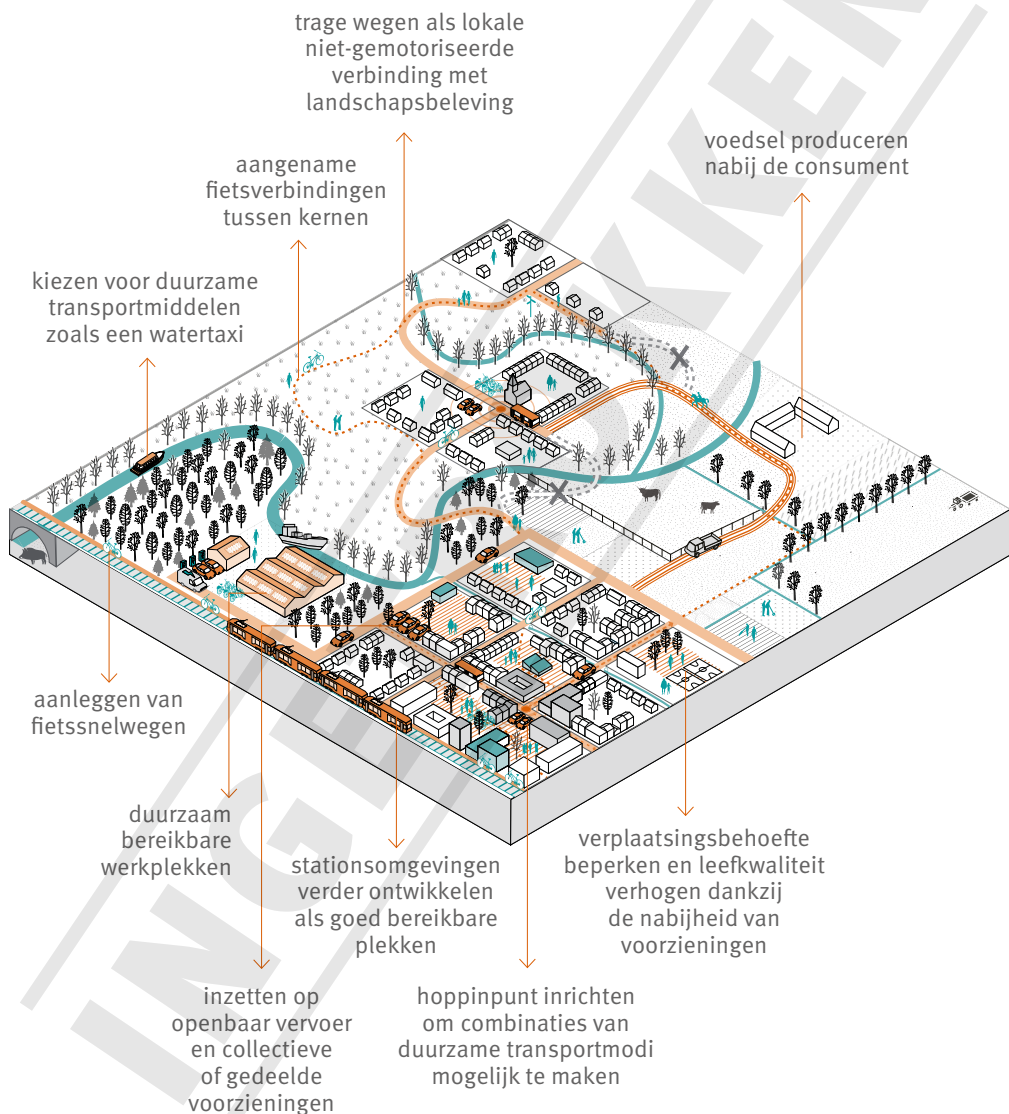 trage wegen als lokale
niet-gemotoriseerde
verbinding met
landschapsbeleving
voedsel produceren
nabij de consument
aangename
fietsverbindingen
tussen kernen
kiezen voor duurzame
transportmiddelen
zoals een watertaxi
aanleggen van
fietssnelwegen
duurzaam
bereikbare
werkplekken
stationsomgevingen
verder ontwikkelen
als goed bereikbare
plekken
verplaatsingsbehoefte
beperken en leefkwaliteit
verhogen dankzij
de nabijheid van
voorzieningen
inzetten op
openbaar vervoer
en collectieve
of gedeelde
voorzieningen
hoppinpunt inrichten
om combinaties van
duurzame transportmodi
mogelijk te maken